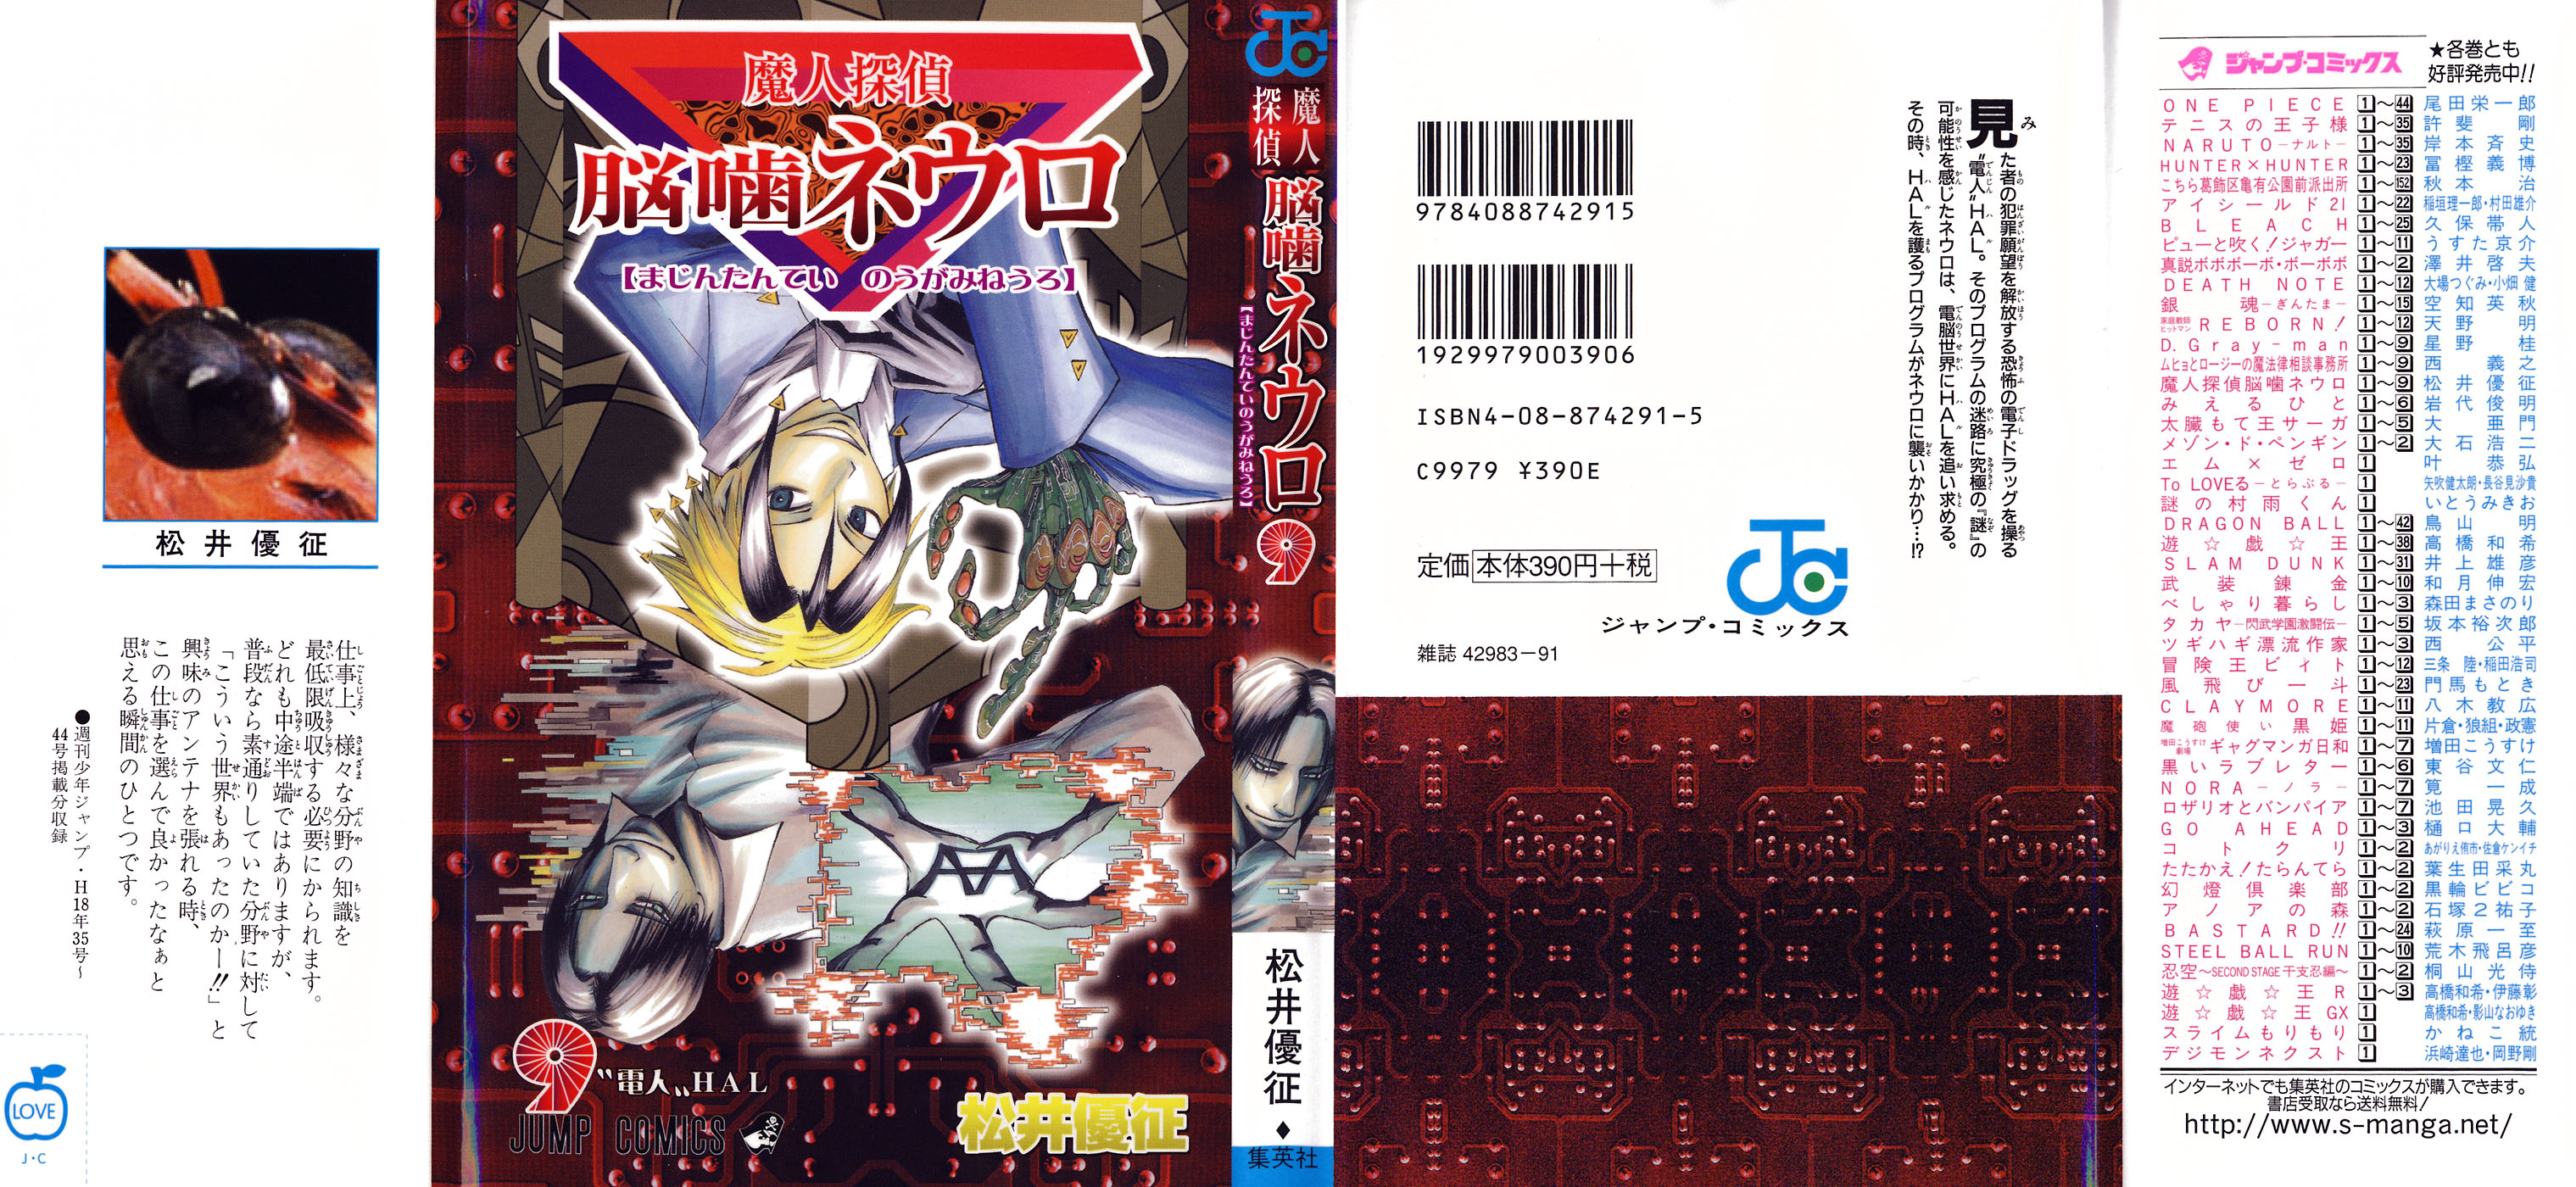 松井優征
仕事上、様々な分野の知識を
最低限吸収する必要にかられます。
どれも中途半端ではありますが、
普段なら素通りしていた分野に対して
「こういう世界もあったのかー!!」と
興味のアンテナを張れる時、
この仕事を選んで良かったなぁと
思える瞬間のひとつです。
●週刊少年ジャンプ・H18年35号~
44号掲載分収録
LOVE
J・C
魔人探偵
脳噛ネウロ
【まじんたんてい のうがみねうろ】
9
〝電人〟HAL
JUMP COMICS
松井優征
JC
魔人
探偵
脳噛ネウロ
【まじんたんていのうがみねうろ】
9
松井優征
◆
集英社
9784088742915
1929979003906
ISBN4-08-874291-5
C9979 ¥390E
定価 本体390円+税
JC
ジャンプ・コミックス
雑誌 42983-91
見た者の犯罪願望を解放する恐怖の電子ドラッグを操る
〝電人〟HAL。そのプログラムの迷路に究極の『謎』の
可能性を感じたネウロは、電脳世界にHALを追い求める。
その時、HALを護るプログラムがネウロに襲いかかり…!?
ジャンプ・コミックス
★各巻とも
好評発売中!!
ONE PIECE 1~44 尾田栄一郎
テニスの王子様 1~35 許斐剛
NARUTO-ナルト- 1~35 岸本斉史
HUNTER×HUNTER 1~23 冨樫義博
こちら葛飾区亀有公園前派出所 1~152 秋本治
アイシールド21 1~22 稲垣理一郎・村田雄介
BLEACH 1~25 久保帯人
ピューと吹く!ジャガー 1~11 うすた京介
真説ボボボーボ・ボーボボ 1~2 澤井啓夫
DEATH NOTE 1~12 大場つぐみ・小畑健
銀魂-ぎんたま- 1~15 空知英秋
家庭教師ヒットマンREBORN! 1~12 天野明
D.Gray-man 1~9 星野桂
ムヒョとロージーの魔法律相談事務所 1~9 西義之
魔人探偵脳噛ネウロ 1~9 松井優征
みえるひと 1~6 岩代俊明
太臓もて王サーガ 1~5 大亜門
メゾン・ド・ペンギン 1~2 大石浩二
エム×ゼロ 1 叶恭弘
To LOVEる-とらぶる- 1 矢吹健太朗・長谷見沙貴
謎の村雨くん 1 いとうみきお
DRAGON BALL 1~42 鳥山明
遊☆戯☆王 1~38 高橋和希
SLAM DUNK 1~31 井上雄彦
武装錬金 1~10 和月伸宏
べしゃり暮らし 1~3 森田まさのり
タカヤ-閃武学園激闘伝- 1~5 坂本裕次郎
ツギハギ漂流作家 1~3 西公平
冒険王ビィト 1~12 三条陸・稲田浩司
風飛び一斗 1~23 門馬もとき
CLAYMORE 1~11 八木教広
魔砲使い黒姫 1~11 片倉・狼組・政憲
増田こうすけ劇場ギャグマンガ日和 1~7 増田こうすけ
黒いラブレター 1~6 東谷文仁
NORA-ノラ- 1~7 筧一成
ロザリオとバンパイア 1~7 池田晃久
GO AHEAD 1~3 樋口大輔
コトクリ 1~2 あがりえ侑市・佐倉ケンイチ
たたかえ!たらんてら 1~2 葉生田采丸
幻燈倶楽部 1~2 黒輪ビビコ
アノアの森 1~2 石塚2祐子
BASTARD!! 1~24 萩原一至
STEEL BALL RUN 1~10 荒木飛呂彦
忍空~SECOND STAGE 干支忍編~ 1~2 桐山光侍
遊☆戯☆王R 1~3 高橋和希・伊藤彰
遊☆戯☆王GX 1 高橋和希・影山なおゆき
スライムもりもり 1 かねこ統
デジモンネクスト 1 浜崎達也・岡野剛
インターネットでも集英社のコミックスが購入できます。
書店受取なら送料無料!
http://www.s-manga.net/